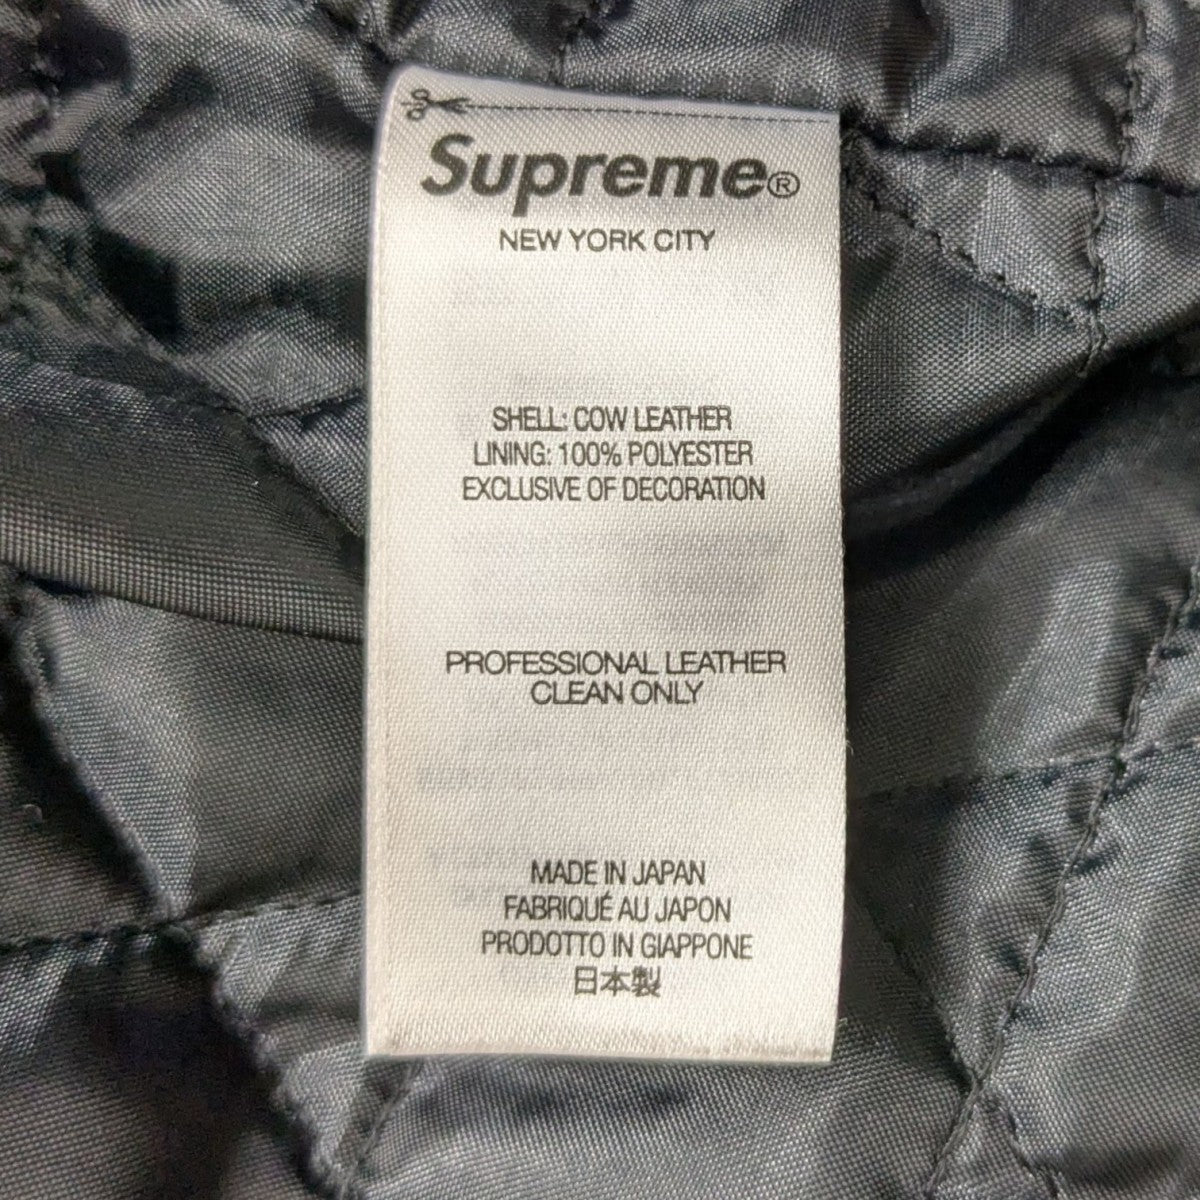 Supreme®
NEW YORK CITY
SHELL: COW LEATHER
LINING: 100% POLYESTER
EXCLUSIVE OF DECORATION
PROFESSIONAL LEATHER
CLEAN ONLY
MADE IN JAPAN
FABRIQUÉ AU JAPON
PRODOTTO IN GIAPPONE
日本製